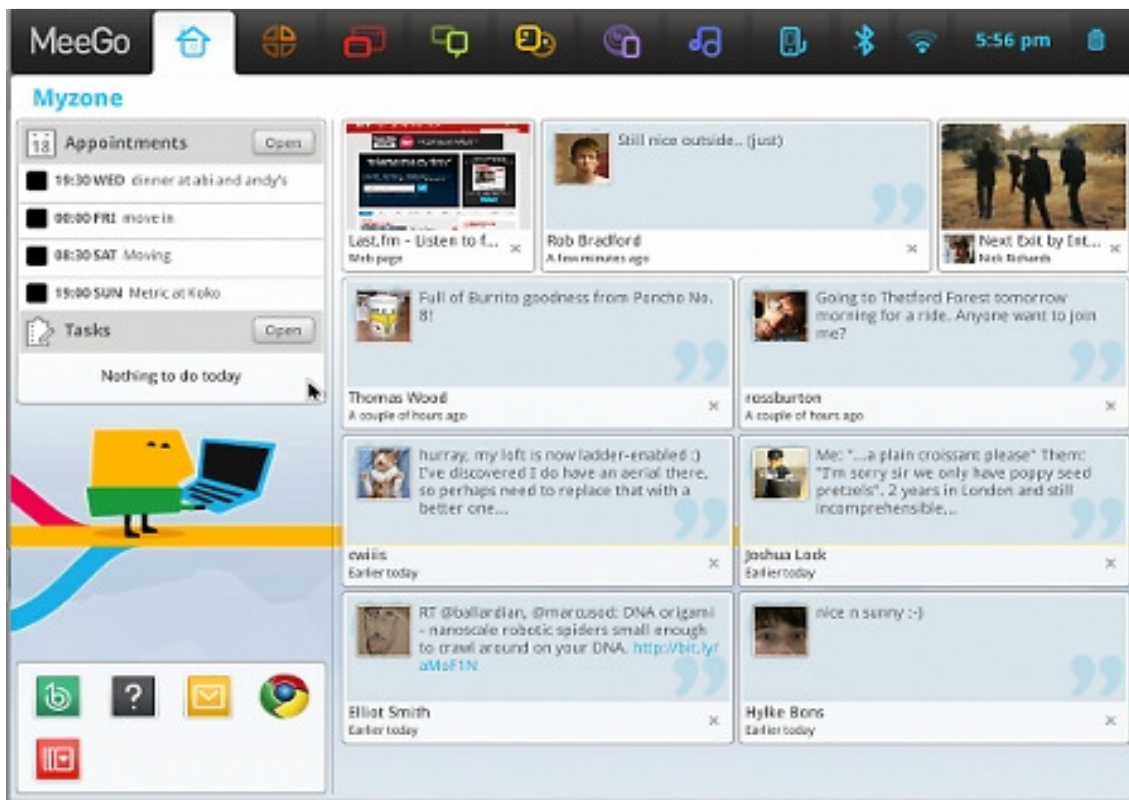 MeeGo
5:56 pm
Myzone
18 Appointments Open
19:30 WED dinner at abi and andy's
00:00 FRI move in
08:30 SAT Moving
19:00 SUN Metric at Koko
Tasks Open
Nothing to do today
Last.fm - Listen to f...
Web page
Still nice outside.. (just)
Rob Bradford
A few minutes ago
Next Exit by Int...
Nick Richards
Full of Burrito goodness from Poncho No.
8!
Thomas Wood
A couple of hours ago
Going to Thetford Forest tomorrow
morning for a ride. Anyone want to join
me?
rossburton
A couple of hours ago
hurray, my loft is now ladder-enabled :)
I've discovered I do have an aerial there,
so perhaps need to replace that with a
better one...
cwiiis
Earlier today
Me: "...a plain croissant please" Them:
"I'm sorry sir we only have poppy seed
pretzels". 2 years in London and still
incomprehensible...
Joshua Lock
Earlier today
RT @ballardian, @marcusod: DNA origami
- nanoscale robotic spiders small enough
to crawl around on your DNA. http://bit.ly/
aMoF1N
Elliot Smith
Earlier today
nice n sunny :-)
Hylke Bons
Earlier today
?